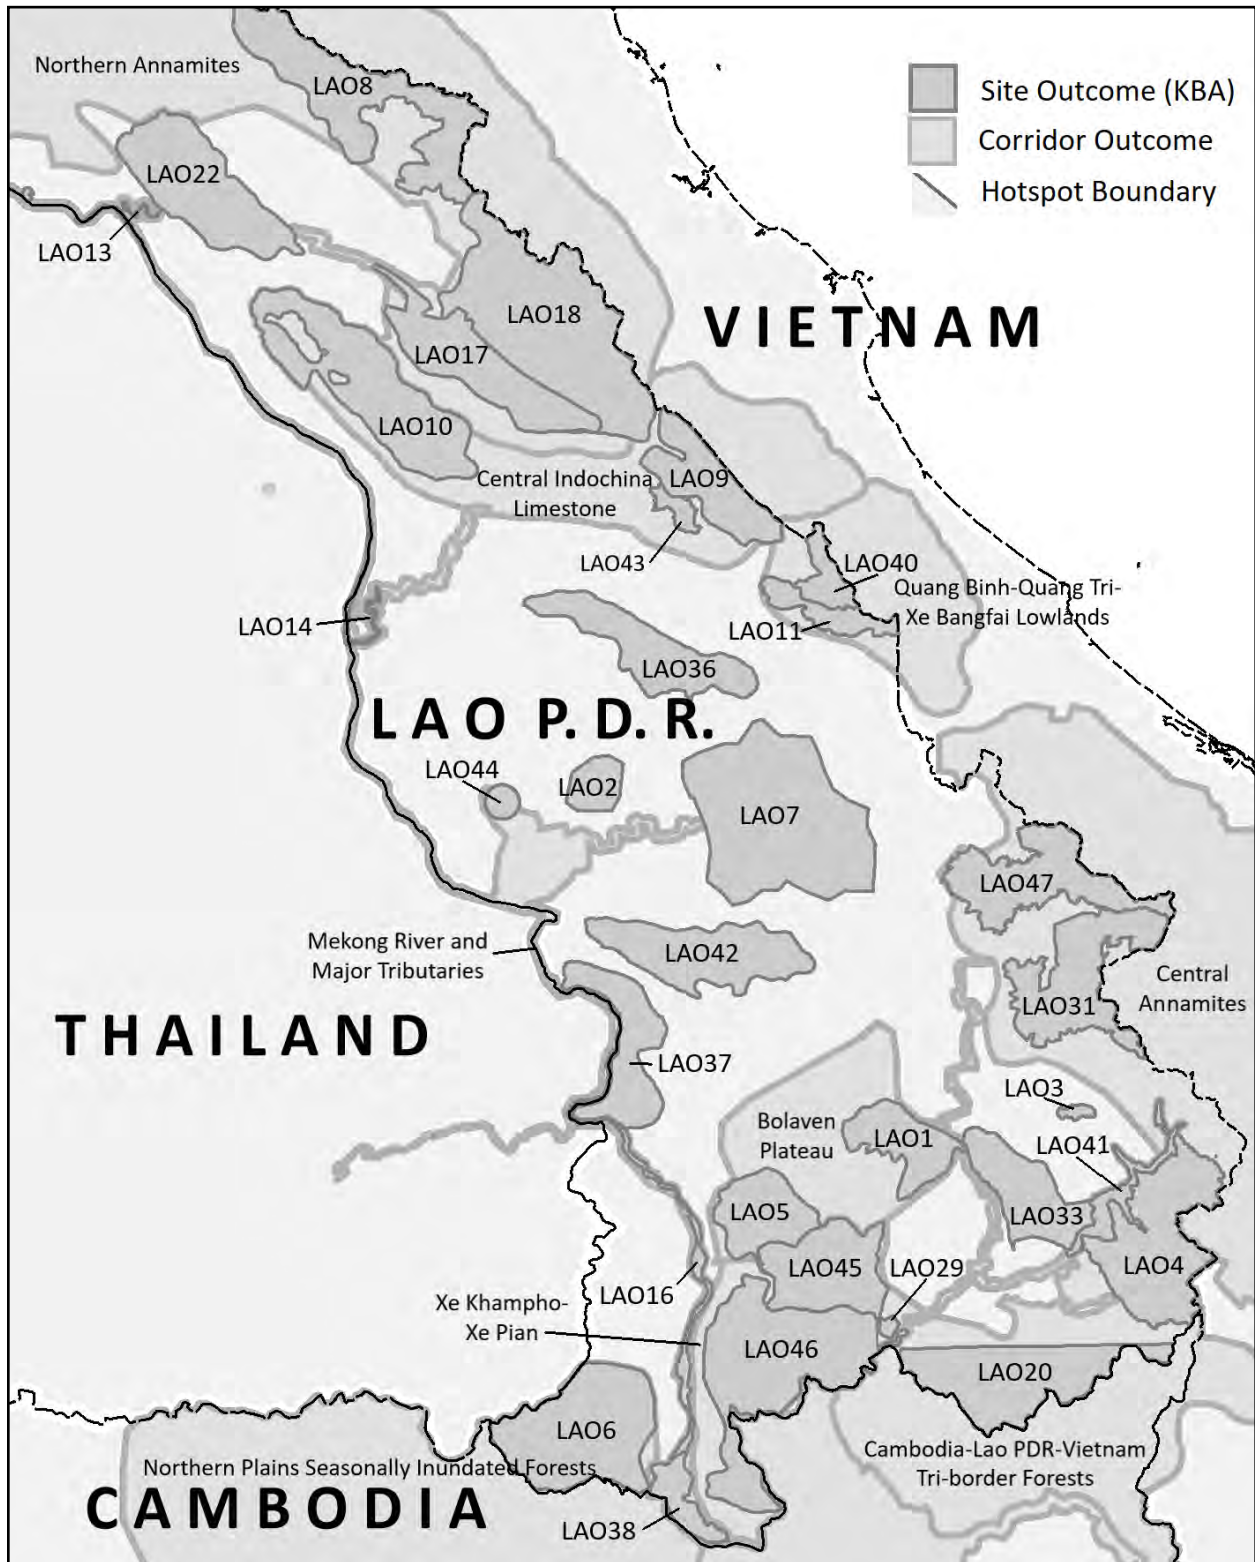 Northern Annamites
LAO8
Site Outcome (KBA)
Corridor Outcome
Hotspot Boundary
LAO22
LAO13
LAO18
VIETNAM
LAO17
LAO10
Central Indochina
Limestone
LAO9
LAO43
LAO40
Quang Binh-Quang Tri-
Xe Bangfai Lowlands
LAO14
LAO11
LAO36
LAO P.D.R.
LAO44
LAO2
LAO7
LAO47
Mekong River and
Major Tributaries
LAO42
Central
Annamites
LAO31
THAILAND
LAO37
LAO3
Bolaven
Plateau
LAO1
LAO41
LAO5
LAO33
LAO45
LAO29
LAO4
LAO16
Xe Khampho-
Xe Pian
LAO46
LAO20
LAO6
Cambodia-Lao PDR-Vietnam
Tri-border Forests
Northern Plains Seasonally Inundated Forests
CAMBODIA
LAO38